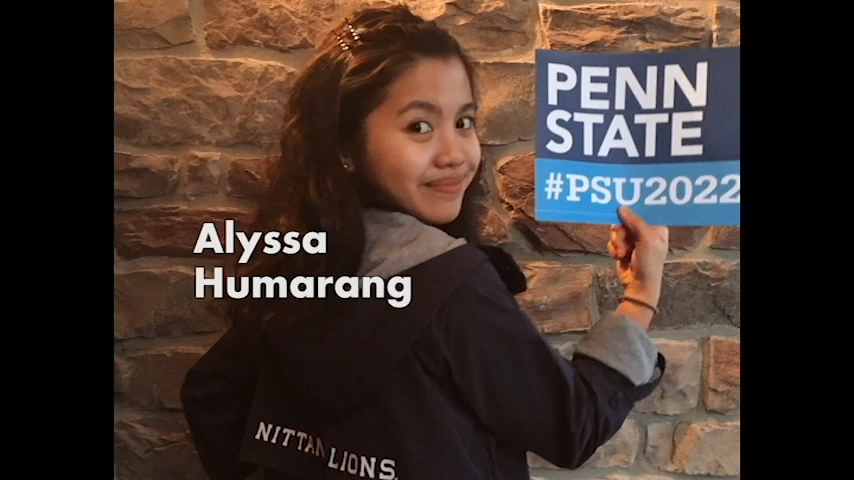 PENN
STATE
#PSU2022
Alyssa
Humarang
NITTANY LIONS.